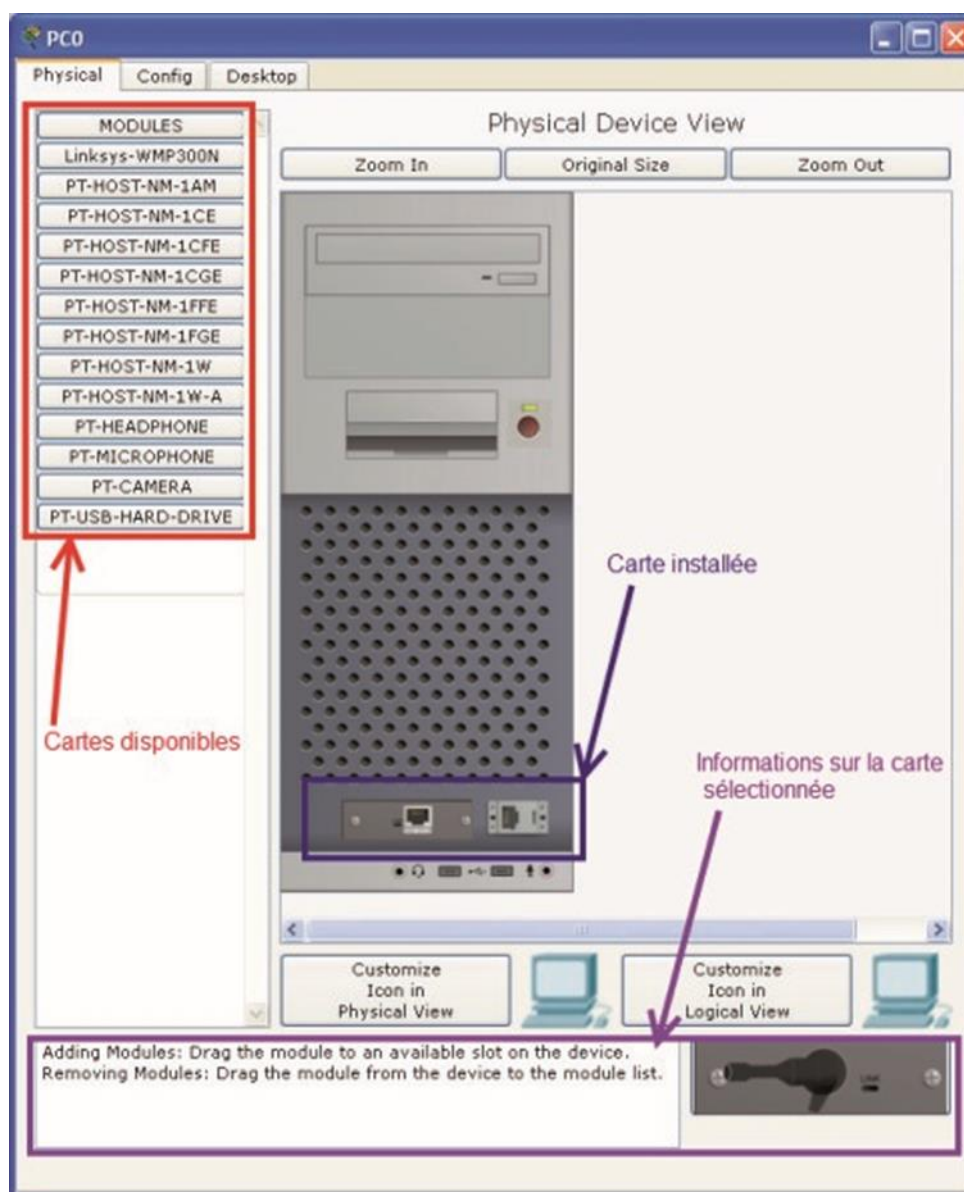 PC0
Physical Config Desktop
MODULES
Linksys-WMP300N
PT-HOST-NM-1AM
PT-HOST-NM-1CE
PT-HOST-NM-1CFE
PT-HOST-NM-1CGE
PT-HOST-NM-1FFE
PT-HOST-NM-1FGE
PT-HOST-NM-1W
PT-HOST-NM-1W-A
PT-HEADPHONE
PT-MICROPHONE
PT-CAMERA
PT-USB-HARD-DRIVE
Cartes disponibles
Physical Device View
Zoom In Original Size Zoom Out
Carte installée
Informations sur la carte
sélectionnée
Customize
Icon in
Physical View
Customize
Icon in
Logical View
Adding Modules: Drag the module to an available slot on the device.
Removing Modules: Drag the module from the device to the module list.
LINK